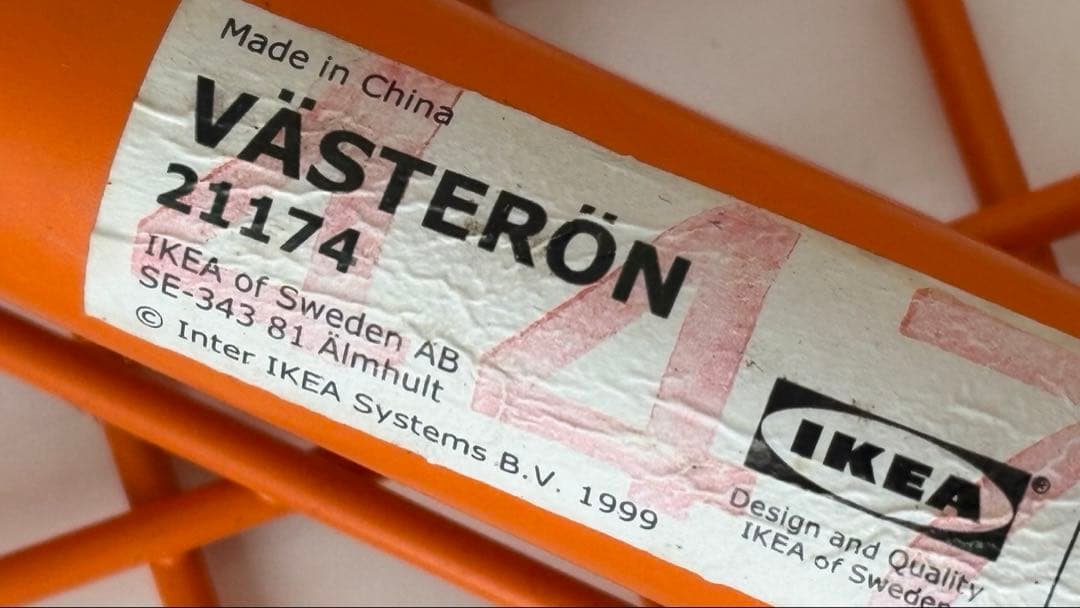 Made in China
VÄSTERÖN
21174
IKEA of Sweden AB
SE-343 81 Älmhult
© Inter IKEA Systems B.V. 1999
IKEA®
Design and Quality
IKEA of Sweden